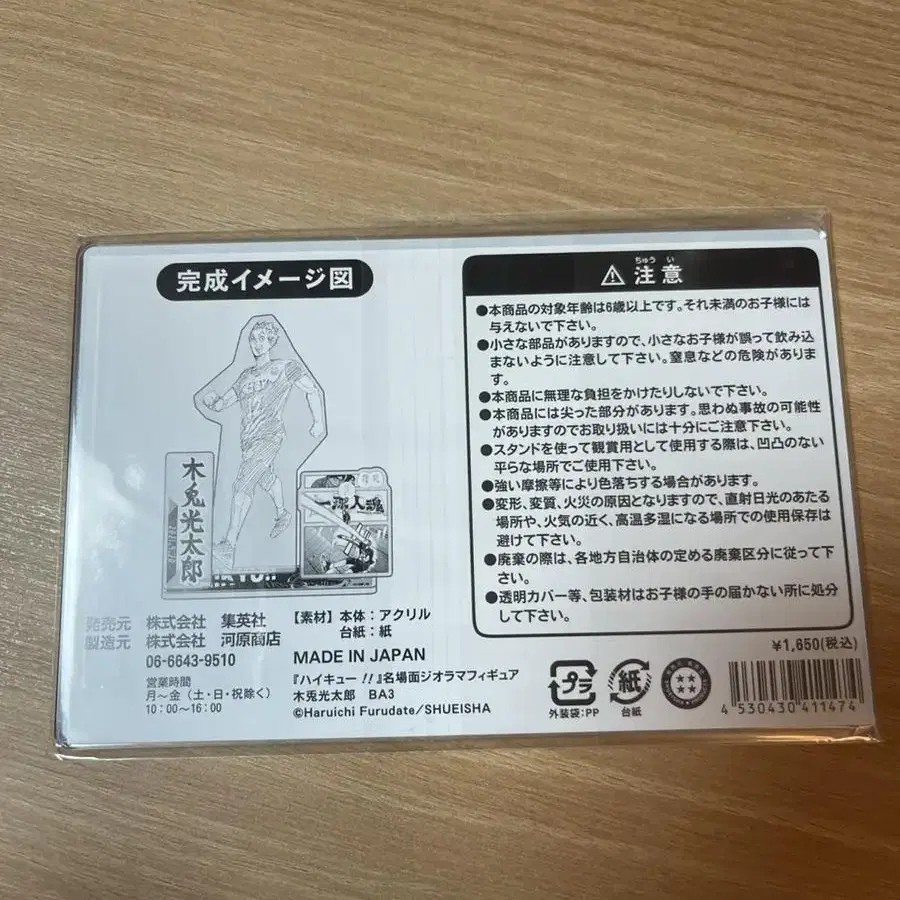 完成イメージ図
木兎光太郎
一球入魂
発売元 株式会社 集英社
製造元 株式会社 河原商店
06-6643-9510
営業時間
月～金（土・日・祝除く）
10：00～16：00
【素材】本体：アクリル
台紙：紙
MADE IN JAPAN
『ハイキュー!!』名場面ジオラマフィギュア
木兎光太郎 BA3
©Haruichi Furudate/SHUEISHA
ちゅう い
⚠ 注意
●本商品の対象年齢は6歳以上です。それ未満のお子様には
与えないで下さい。
●小さな部品がありますので、小さなお子様が誤って飲み込
まないように注意して下さい。窒息などの危険がありま
す。
●本商品に無理な負担をかけたりしないで下さい。
●本商品には尖った部分があります。思わぬ事故の可能性
がありますのでお取り扱いには十分にご注意下さい。
●スタンドを使って観賞用として使用する際は、凹凸のない
平らな場所でご使用下さい。
●強い摩擦等により色落ちする場合があります。
●変形、変質、火災の原因となりますので、直射日光のあたる
場所や、火気の近く、高温多湿になる場所での使用保存は
避けて下さい。
●廃棄の際は、各地方自治体の定める廃棄区分に従って下
さい。
●透明カバー等、包装材はお子様の手の届かない所に処分
して下さい。
¥1,650(税込)
プラ
外装袋：PP
紙
台紙
4 530430 411474